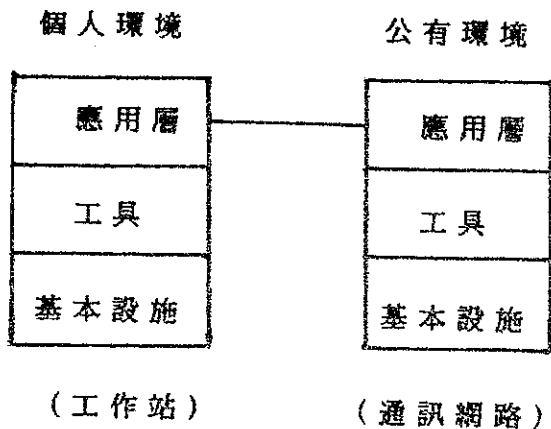 個人環境
公有環境
應用層
應用層
工具
工具
基本設施
基本設施
(工作站)
(通訊網路)